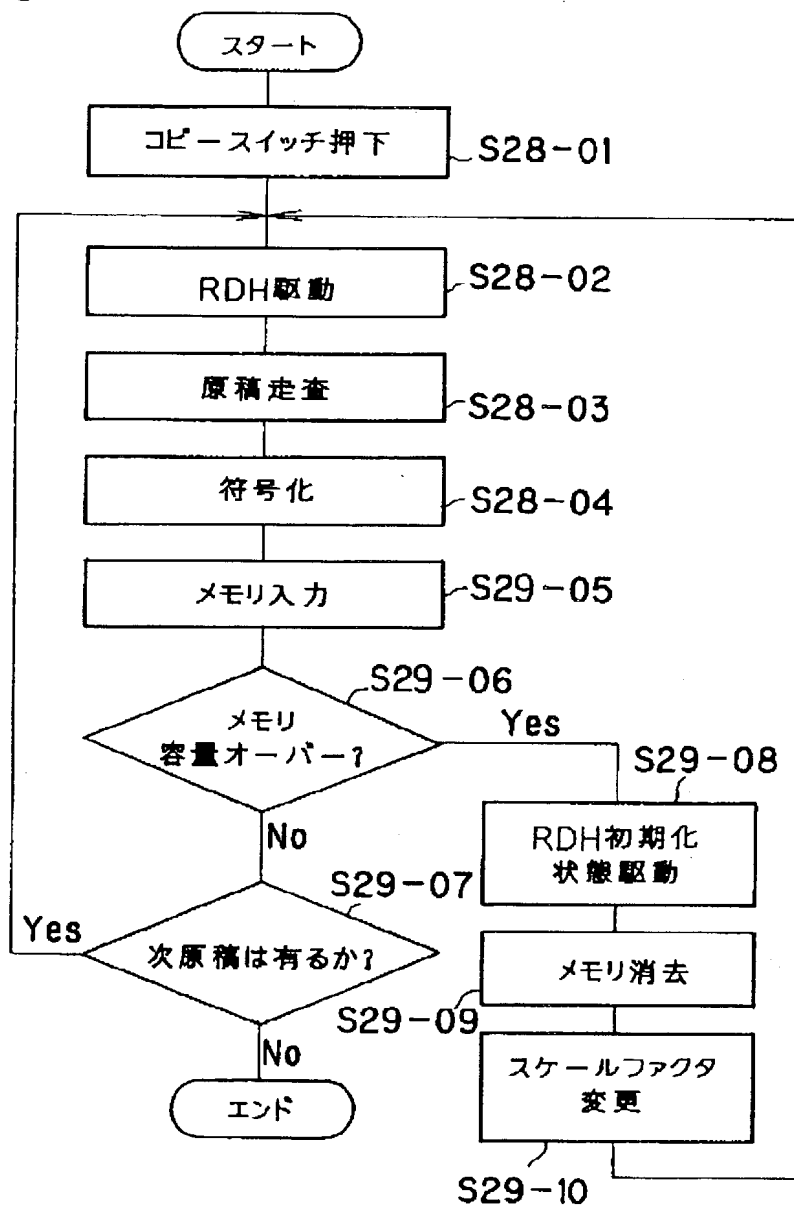 スタート
コピースイッチ押下
S28-01
RDH駆動
S28-02
原稿走査
S28-03
符号化
S28-04
メモリ入力
S29-05
メモリ
容量オーバー?
S29-06
Yes
No
RDH初期化
状態駆動
S29-08
次原稿は有るか?
S29-07
Yes
No
メモリ消去
S29-09
スケールファクタ
変更
S29-10
エンド